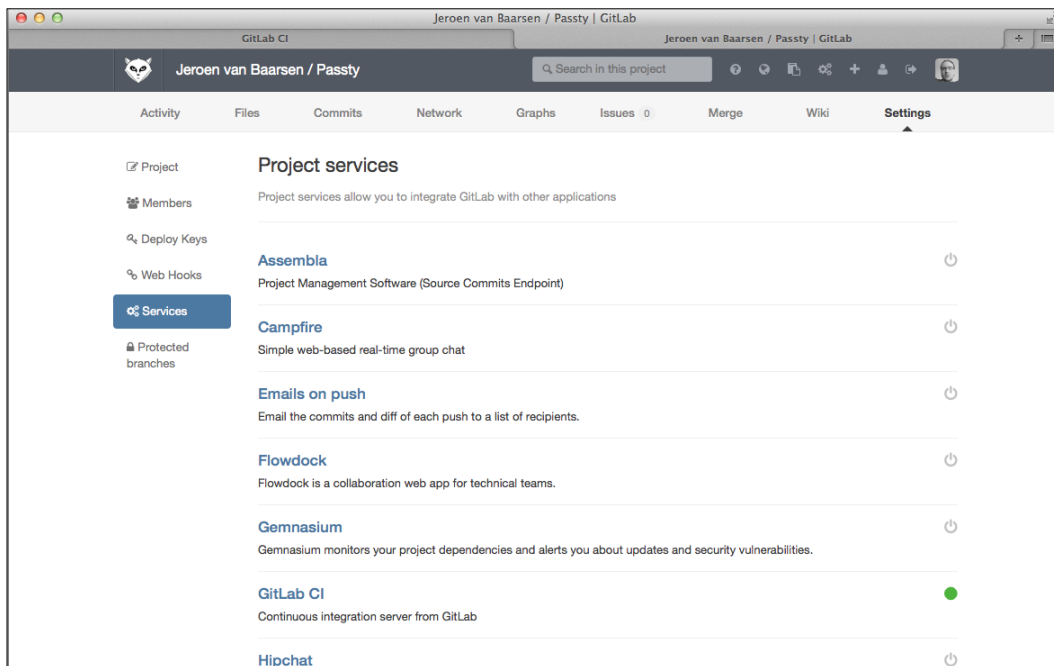 Jeroen van Baarsen / Passty | GitLab
GitLab CI
Jeroen van Baarsen / Passty | GitLab
Jeroen van Baarsen / Passty
Search in this project
Activity Files Commits Network Graphs Issues 0 Merge Wiki Settings
Project
Members
Deploy Keys
Web Hooks
Services
Protected
branches
Project services
Project services allow you to integrate GitLab with other applications
Assembla
Project Management Software (Source Commits Endpoint)
Campfire
Simple web-based real-time group chat
Emails on push
Email the commits and diff of each push to a list of recipients.
Flowdock
Flowdock is a collaboration web app for technical teams.
Gemnasium
Gemnasium monitors your project dependencies and alerts you about updates and security vulnerabilities.
GitLab CI
Continuous integration server from GitLab
Hipchat